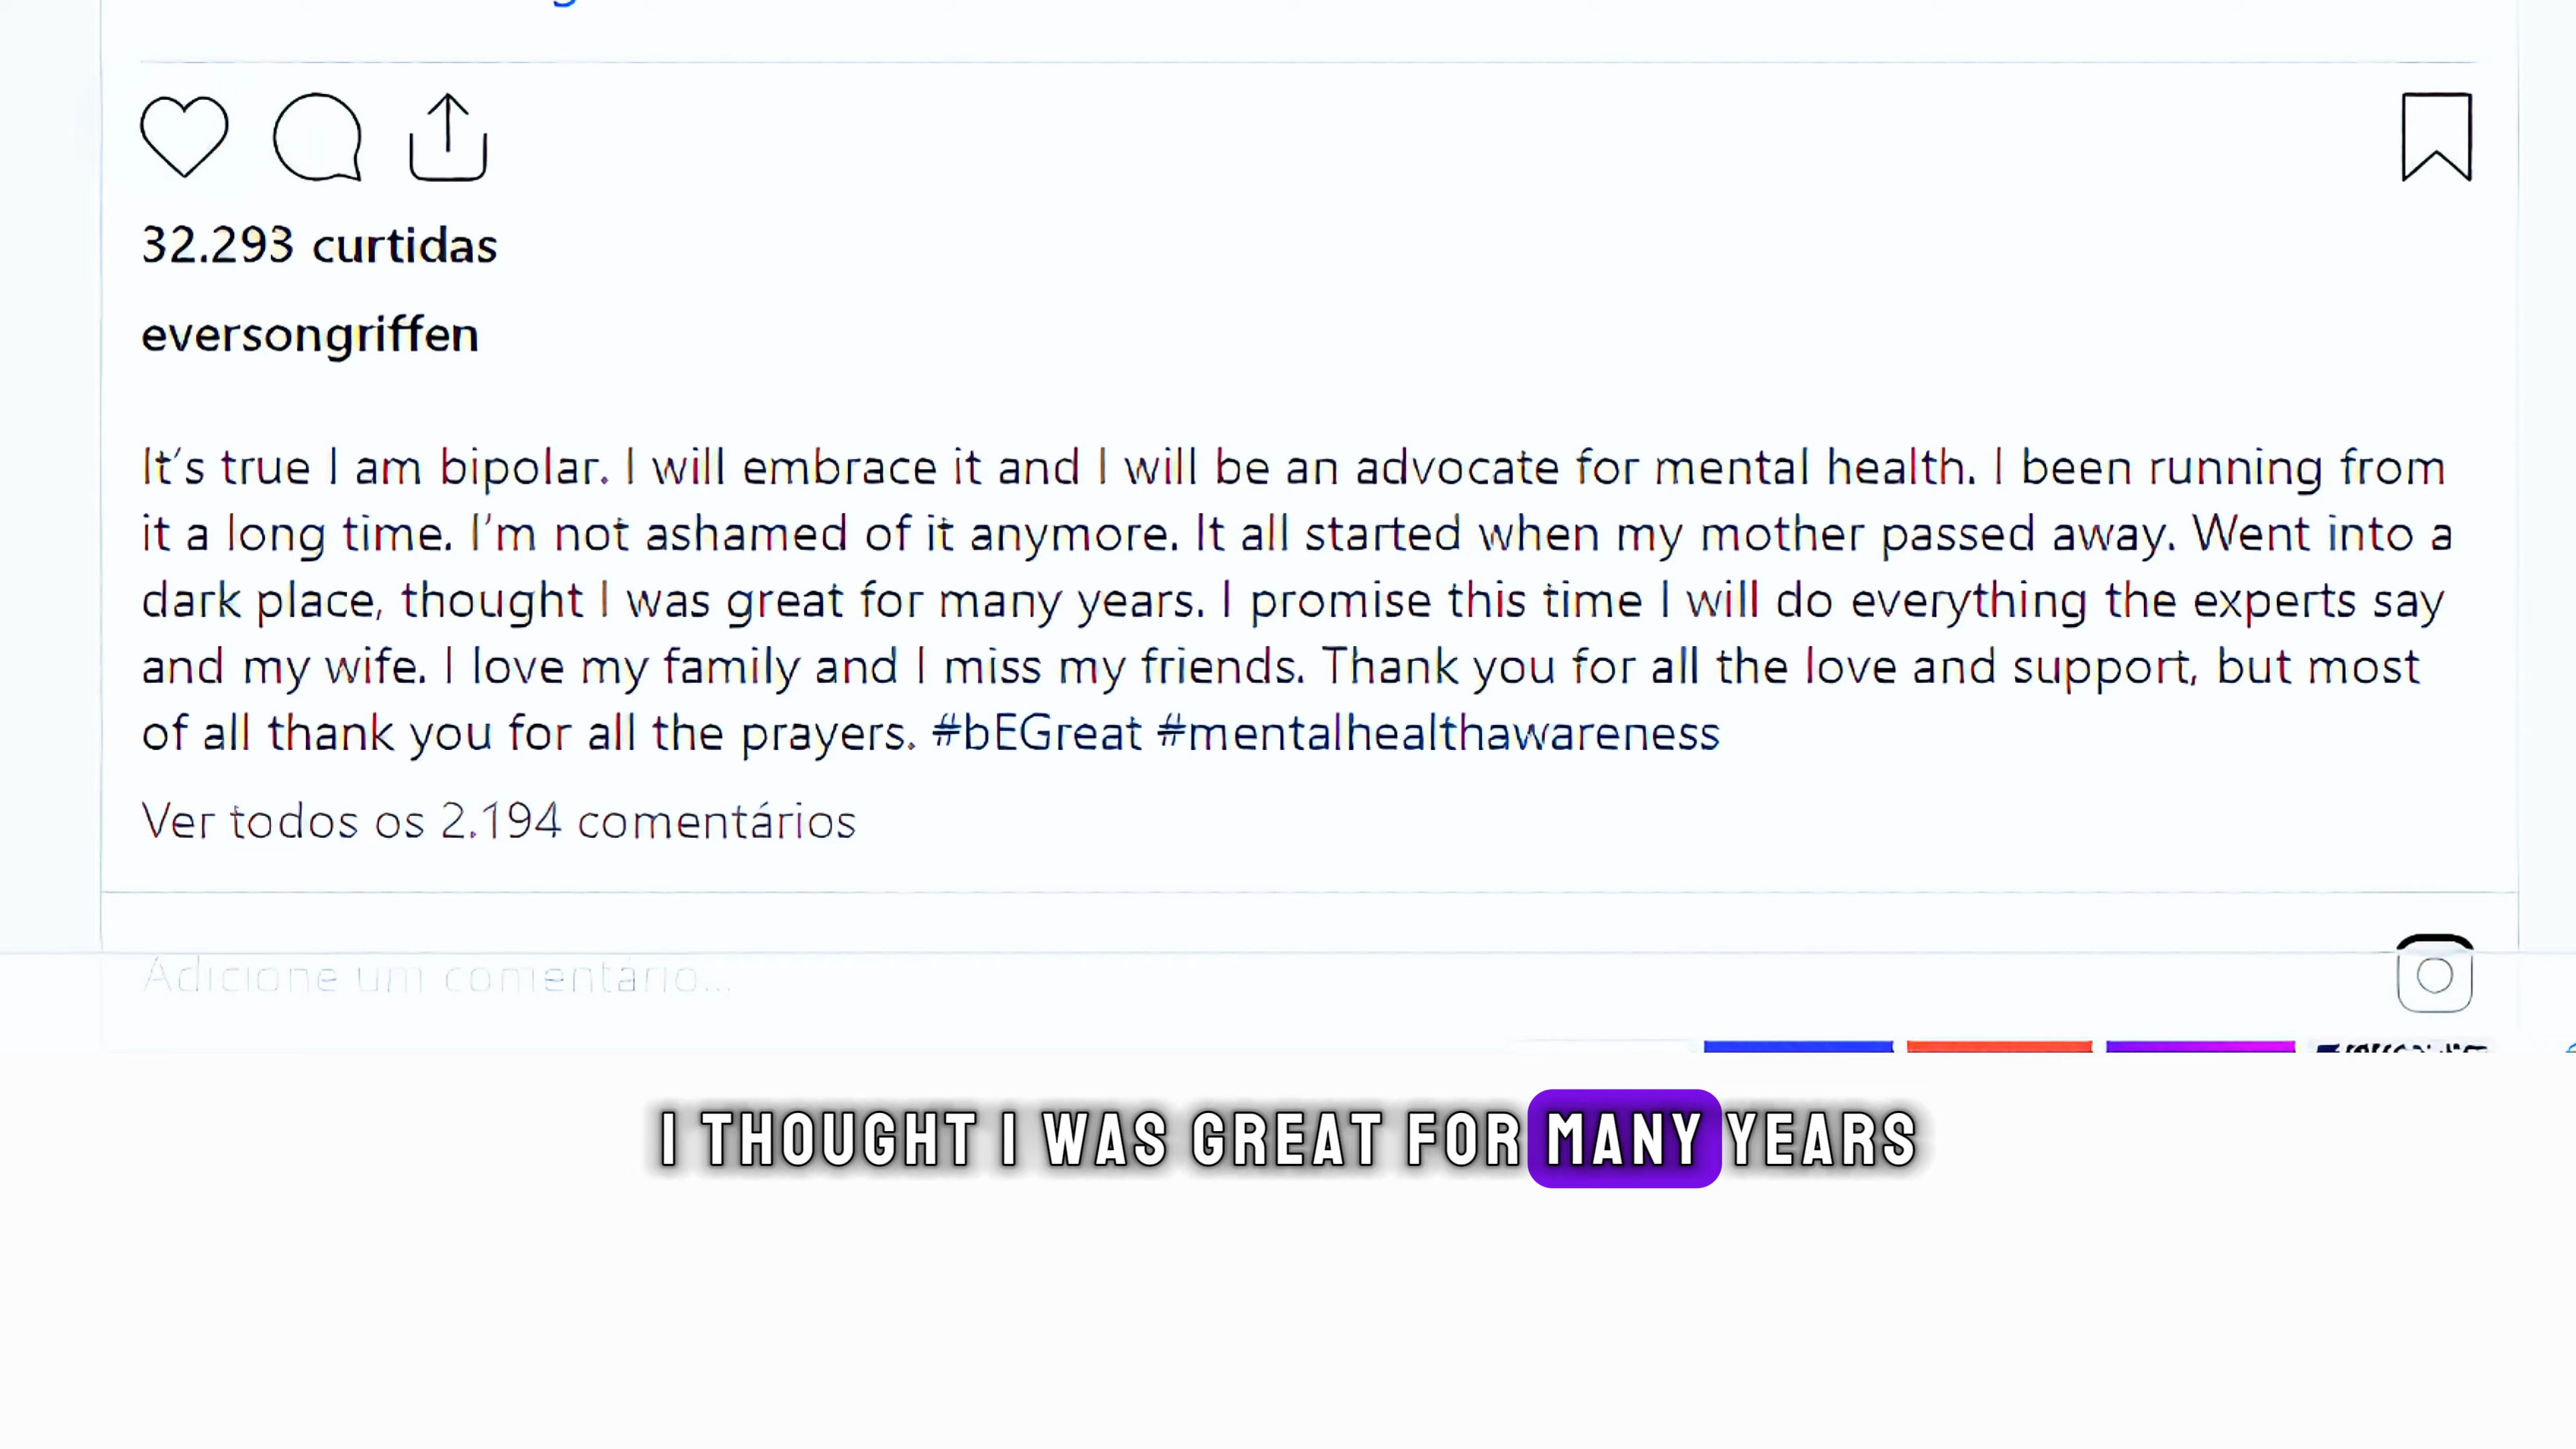 32.293 curtidas
eversongriffen
It's true I am bipolar. I will embrace it and I will be an advocate for mental health. I been running from
it a long time. I'm not ashamed of it anymore. It all started when my mother passed away. Went into a
dark place, thought I was great for many years. I promise this time I will do everything the experts say
and my wife. I love my family and I miss my friends. Thank you for all the love and support, but most
of all thank you for all the prayers. #bEGreat #mentalhealthawareness
Ver todos os 2.194 comentários
Adicione um comentário...
I THOUGHT I WAS GREAT FOR MANY YEARS